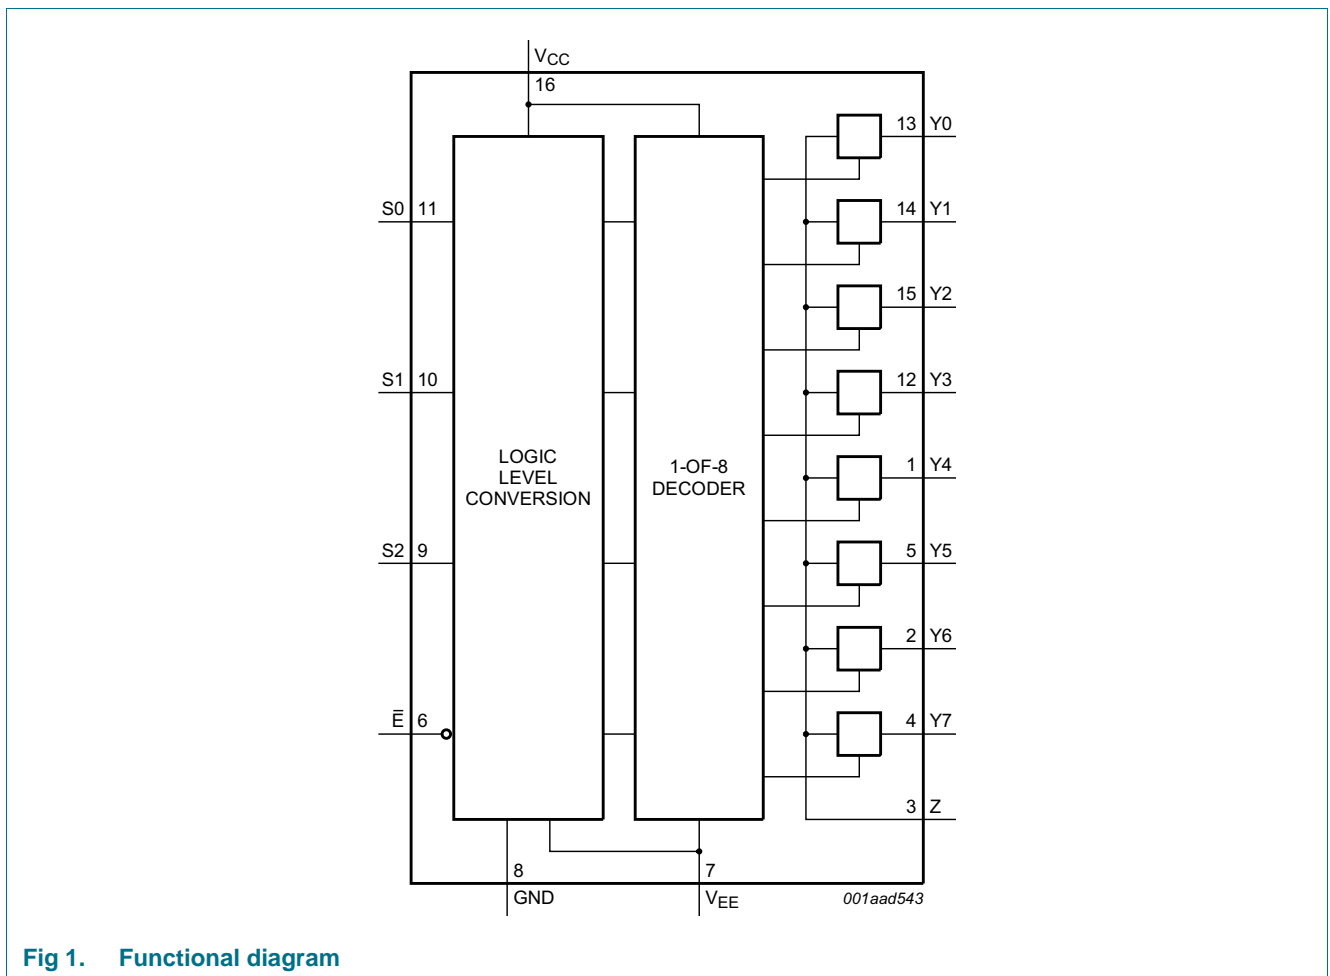 VCC
16
13 Y0
S0 11
14 Y1
15 Y2
S1 10
12 Y3
LOGIC
LEVEL
CONVERSION
1-OF-8
DECODER
1 Y4
S2 9
5 Y5
2 Y6
E̅ 6
4 Y7
3 Z
8
GND
7
VEE
001aad543
Fig 1. Functional diagram